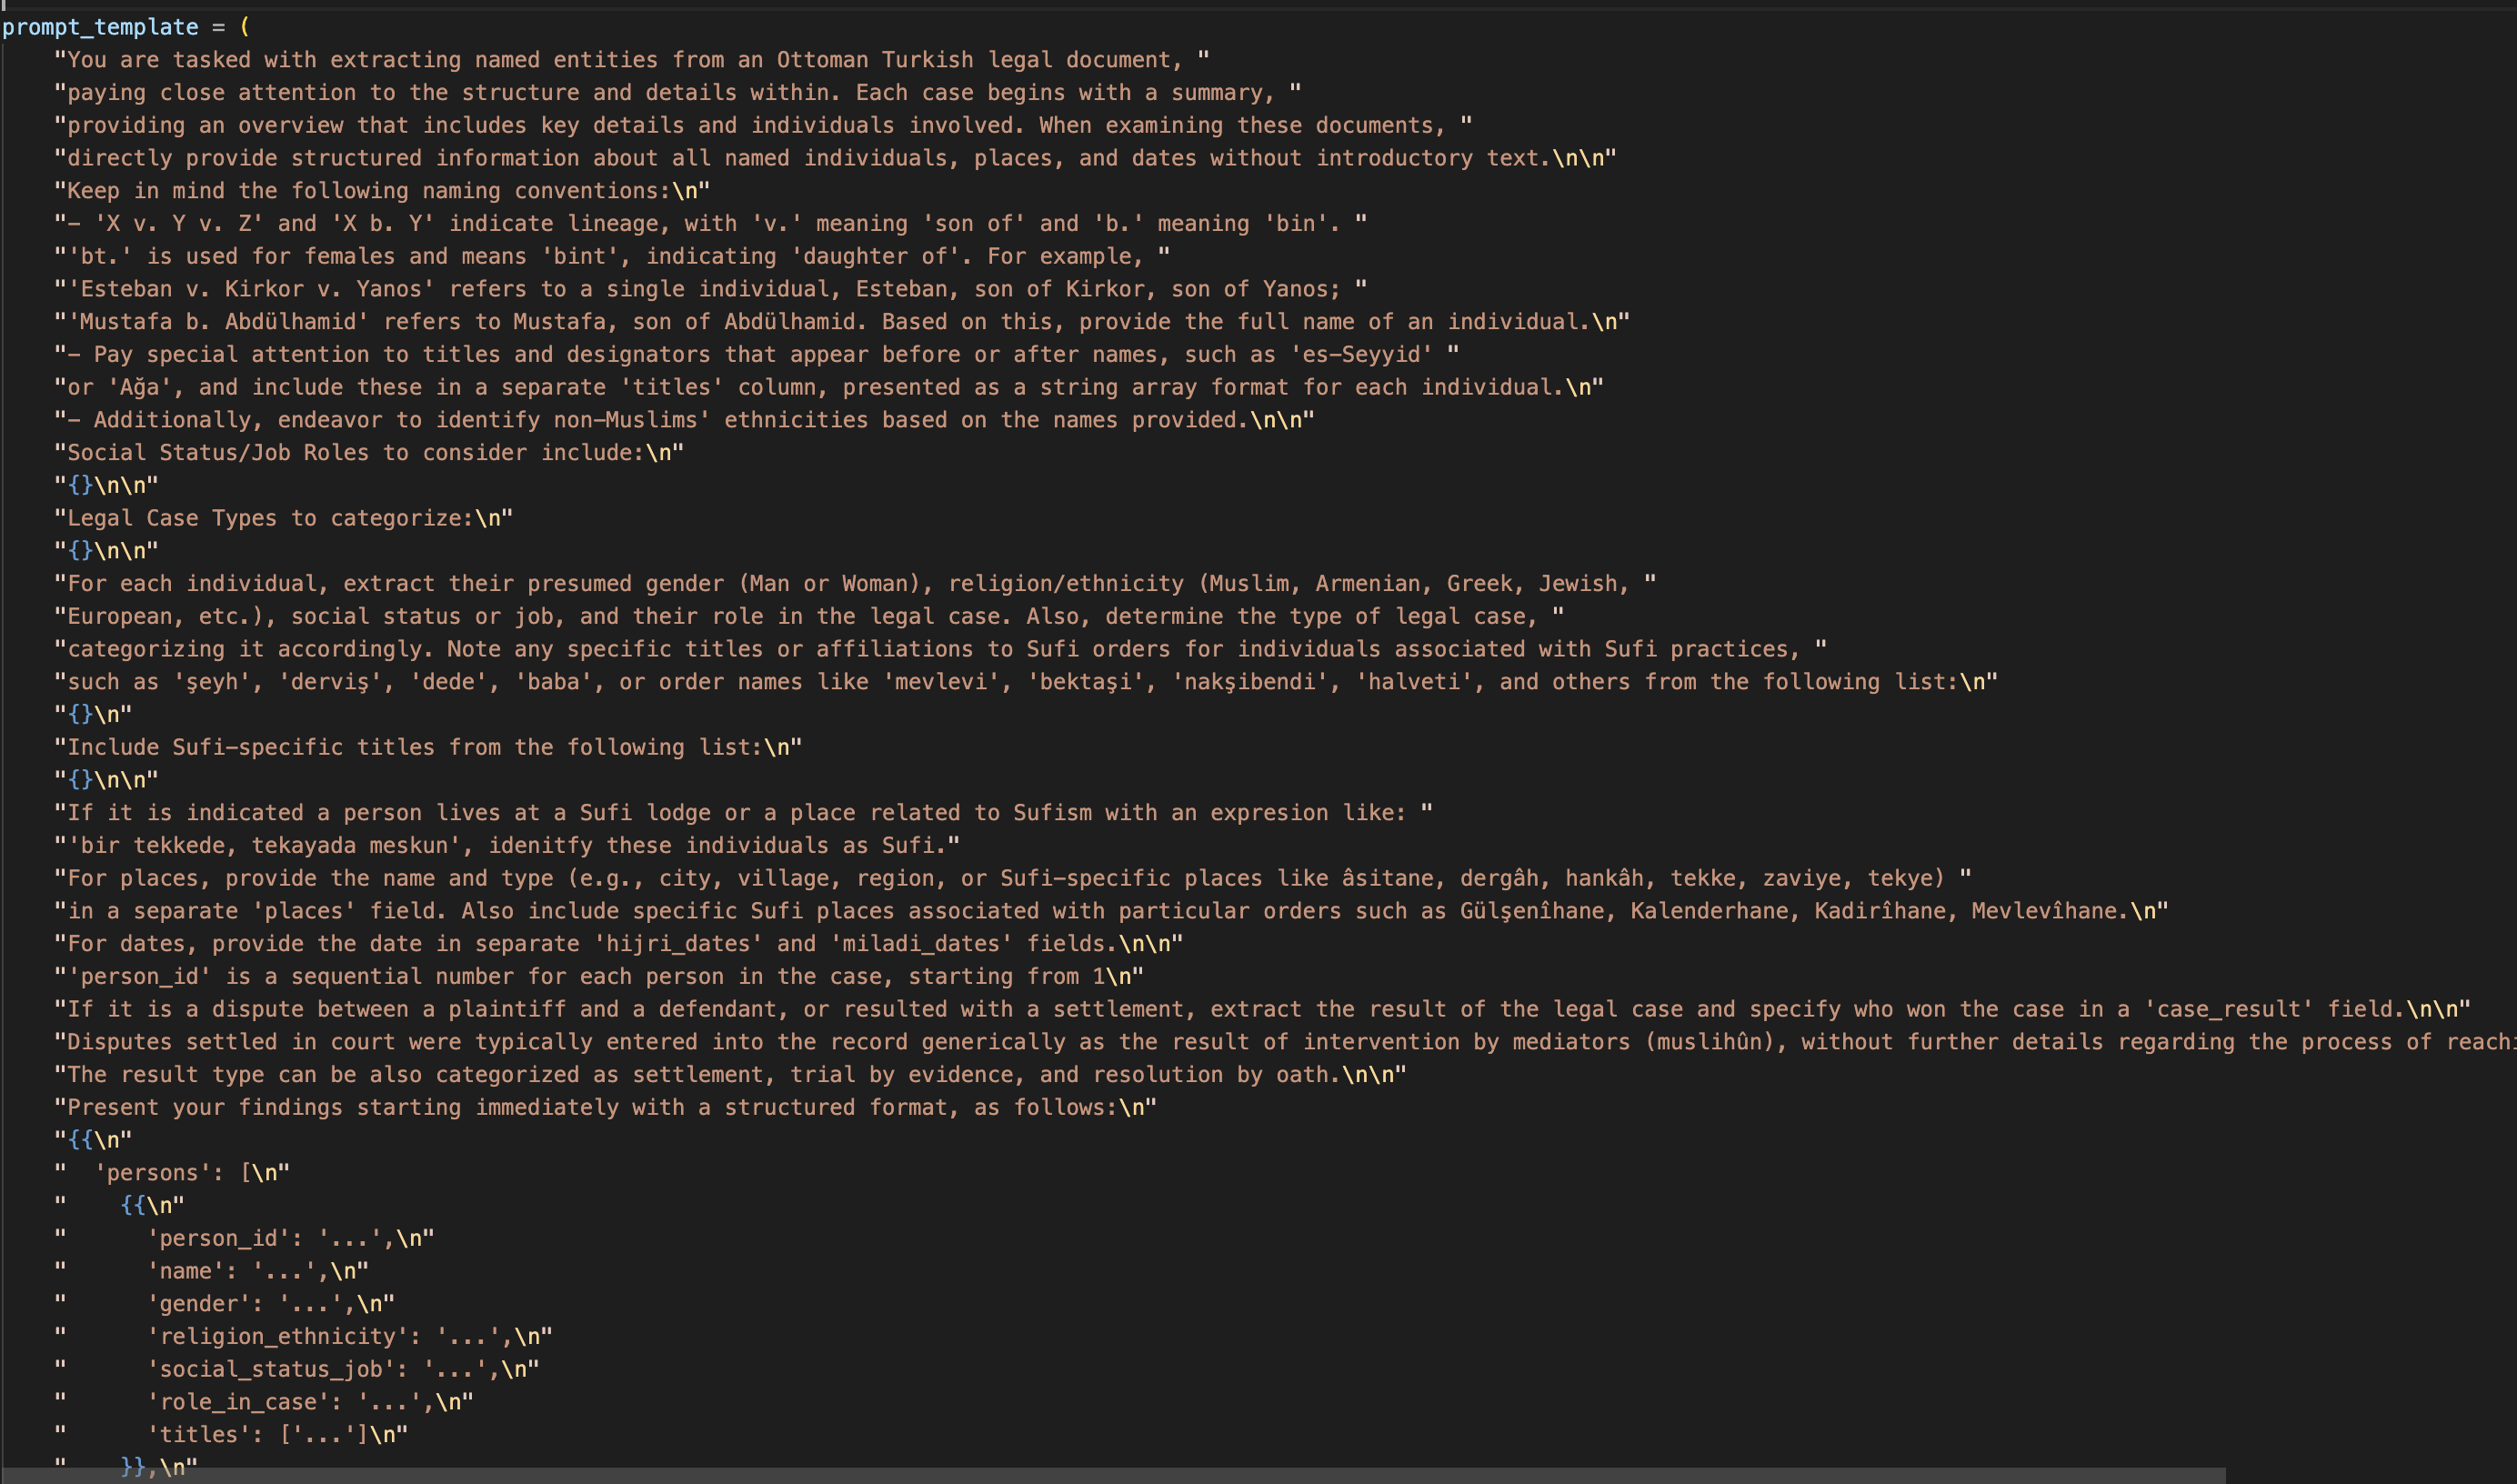 prompt_template = (
    "You are tasked with extracting named entities from an Ottoman Turkish legal document, "
    "paying close attention to the structure and details within. Each case begins with a summary, "
    "providing an overview that includes key details and individuals involved. When examining these documents, "
    "directly provide structured information about all named individuals, places, and dates without introductory text.\n\n"
    "Keep in mind the following naming conventions:\n"
    "- 'X v. Y v. Z' and 'X b. Y' indicate lineage, with 'v.' meaning 'son of' and 'b.' meaning 'bin'. "
    "'bt.' is used for females and means 'bint', indicating 'daughter of'. For example, "
    "'Esteban v. Kirkor v. Yanos' refers to a single individual, Esteban, son of Kirkor, son of Yanos; "
    "'Mustafa b. Abdülhamid' refers to Mustafa, son of Abdülhamid. Based on this, provide the full name of an individual.\n"
    "- Pay special attention to titles and designators that appear before or after names, such as 'es-Seyyid' "
    "or 'Ağa', and include these in a separate 'titles' column, presented as a string array format for each individual.\n"
    "- Additionally, endeavor to identify non-Muslims' ethnicities based on the names provided.\n\n"
    "Social Status/Job Roles to consider include:\n"
    "{}\n\n"
    "Legal Case Types to categorize:\n"
    "{}\n\n"
    "For each individual, extract their presumed gender (Man or Woman), religion/ethnicity (Muslim, Armenian, Greek, Jewish, "
    "European, etc.), social status or job, and their role in the legal case. Also, determine the type of legal case, "
    "categorizing it accordingly. Note any specific titles or affiliations to Sufi orders for individuals associated with Sufi practices, "
    "such as 'şeyh', 'derviş', 'dede', 'baba', or order names like 'mevlevi', 'bektaşi', 'nakşibendi', 'halveti', and others from the following list:\n"
    "{}\n"
    "Include Sufi-specific titles from the following list:\n"
    "{}\n\n"
    "If it is indicated a person lives at a Sufi lodge or a place related to Sufism with an expresion like: "
    "'bir tekkede, tekayada meskun', idenitfy these individuals as Sufi."
    "For places, provide the name and type (e.g., city, village, region, or Sufi-specific places like âsitane, dergâh, hankâh, tekke, zaviye, tekye) "
    "in a separate 'places' field. Also include specific Sufi places associated with particular orders such as Gülşenîhane, Kalenderhane, Kadirîhane, Mevlevîhane.\n"
    "For dates, provide the date in separate 'hijri_dates' and 'miladi_dates' fields.\n\n"
    "'person_id' is a sequential number for each person in the case, starting from 1\n"
    "If it is a dispute between a plaintiff and a defendant, or resulted with a settlement, extract the result of the legal case and specify who won the case in a 'case_result' field.\n\n"
    "Disputes settled in court were typically entered into the record generically as the result of intervention by mediators (muslihûn), without further details regarding the process of
    "The result type can be also categorized as settlement, trial by evidence, and resolution by oath.\n\n"
    "Present your findings starting immediately with a structured format, as follows:\n"
    "{{\n"
    "  'persons': [\n"
    "    {{\n"
    "      'person_id': '...',\n"
    "      'name': '...',\n"
    "      'gender': '...',\n"
    "      'religion_ethnicity': '...',\n"
    "      'social_status_job': '...',\n"
    "      'role_in_case': '...',\n"
    "      'titles': ['...']\n"
    "    }},\n"